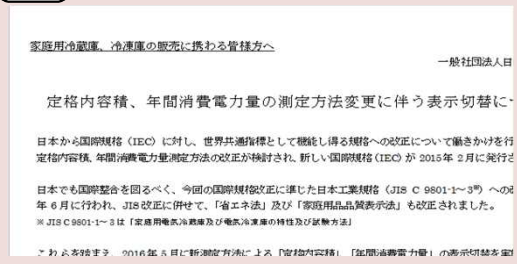 家庭用冷蔵庫、冷凍庫の販売に携わる皆様方へ
一般社団法人日
定格内容積、年間消費電力量の測定方法変更に伴う表示切替に
日本から国際規格（IEC）に対し、世界共通指標として機能し得る規格への改正について働きかけを行
定格内容積、年間消費電力量測定方法の改正が検討され、新しい国際規格（IEC）が 2015年 2月に発行さ
日本でも国際整合を図るべく、今回の国際規格改正に準じた日本工業規格（JIS C 9801-1～3※）への改
年 6月に行われ、JIS改正に併せて、「省エネ法」及び「家庭用品品質表示法」も改正されました。
※ JIS C 9801-1～3は「家庭用電気冷蔵庫及び電気冷凍庫の特性及び試験方法」
これらを踏まえ、2016年 5月に新測定方法による「定格内容積」「年間消費電力量」の表示切替を実